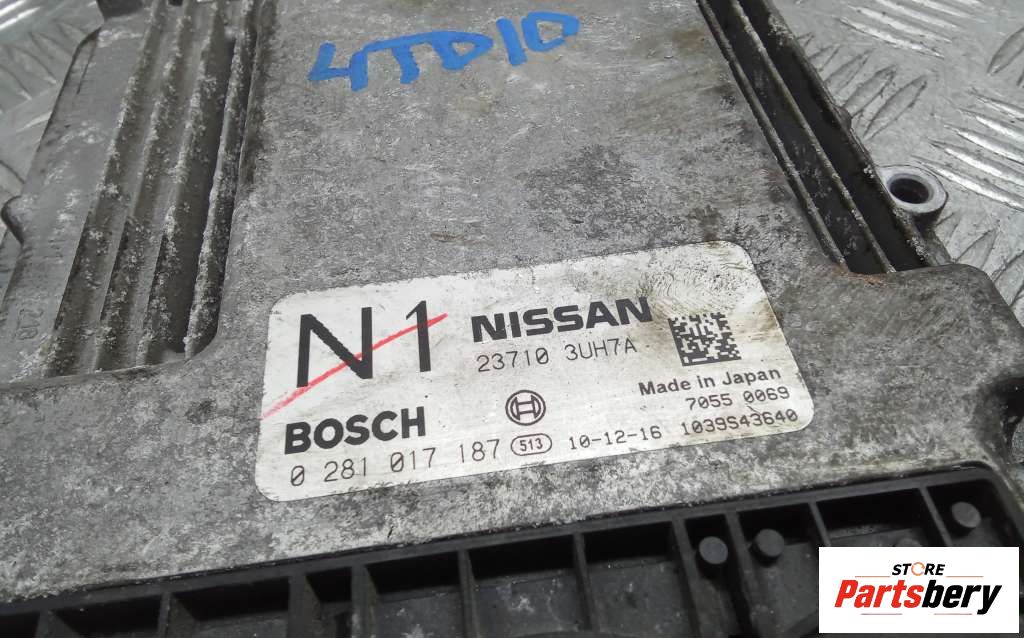 4TD10
N1
NISSAN
23710 3UH7A
Made in Japan
7055 0069
BOSCH
0 281 017 187 513 10-12-16 1039S43640
STORE
Partsbery